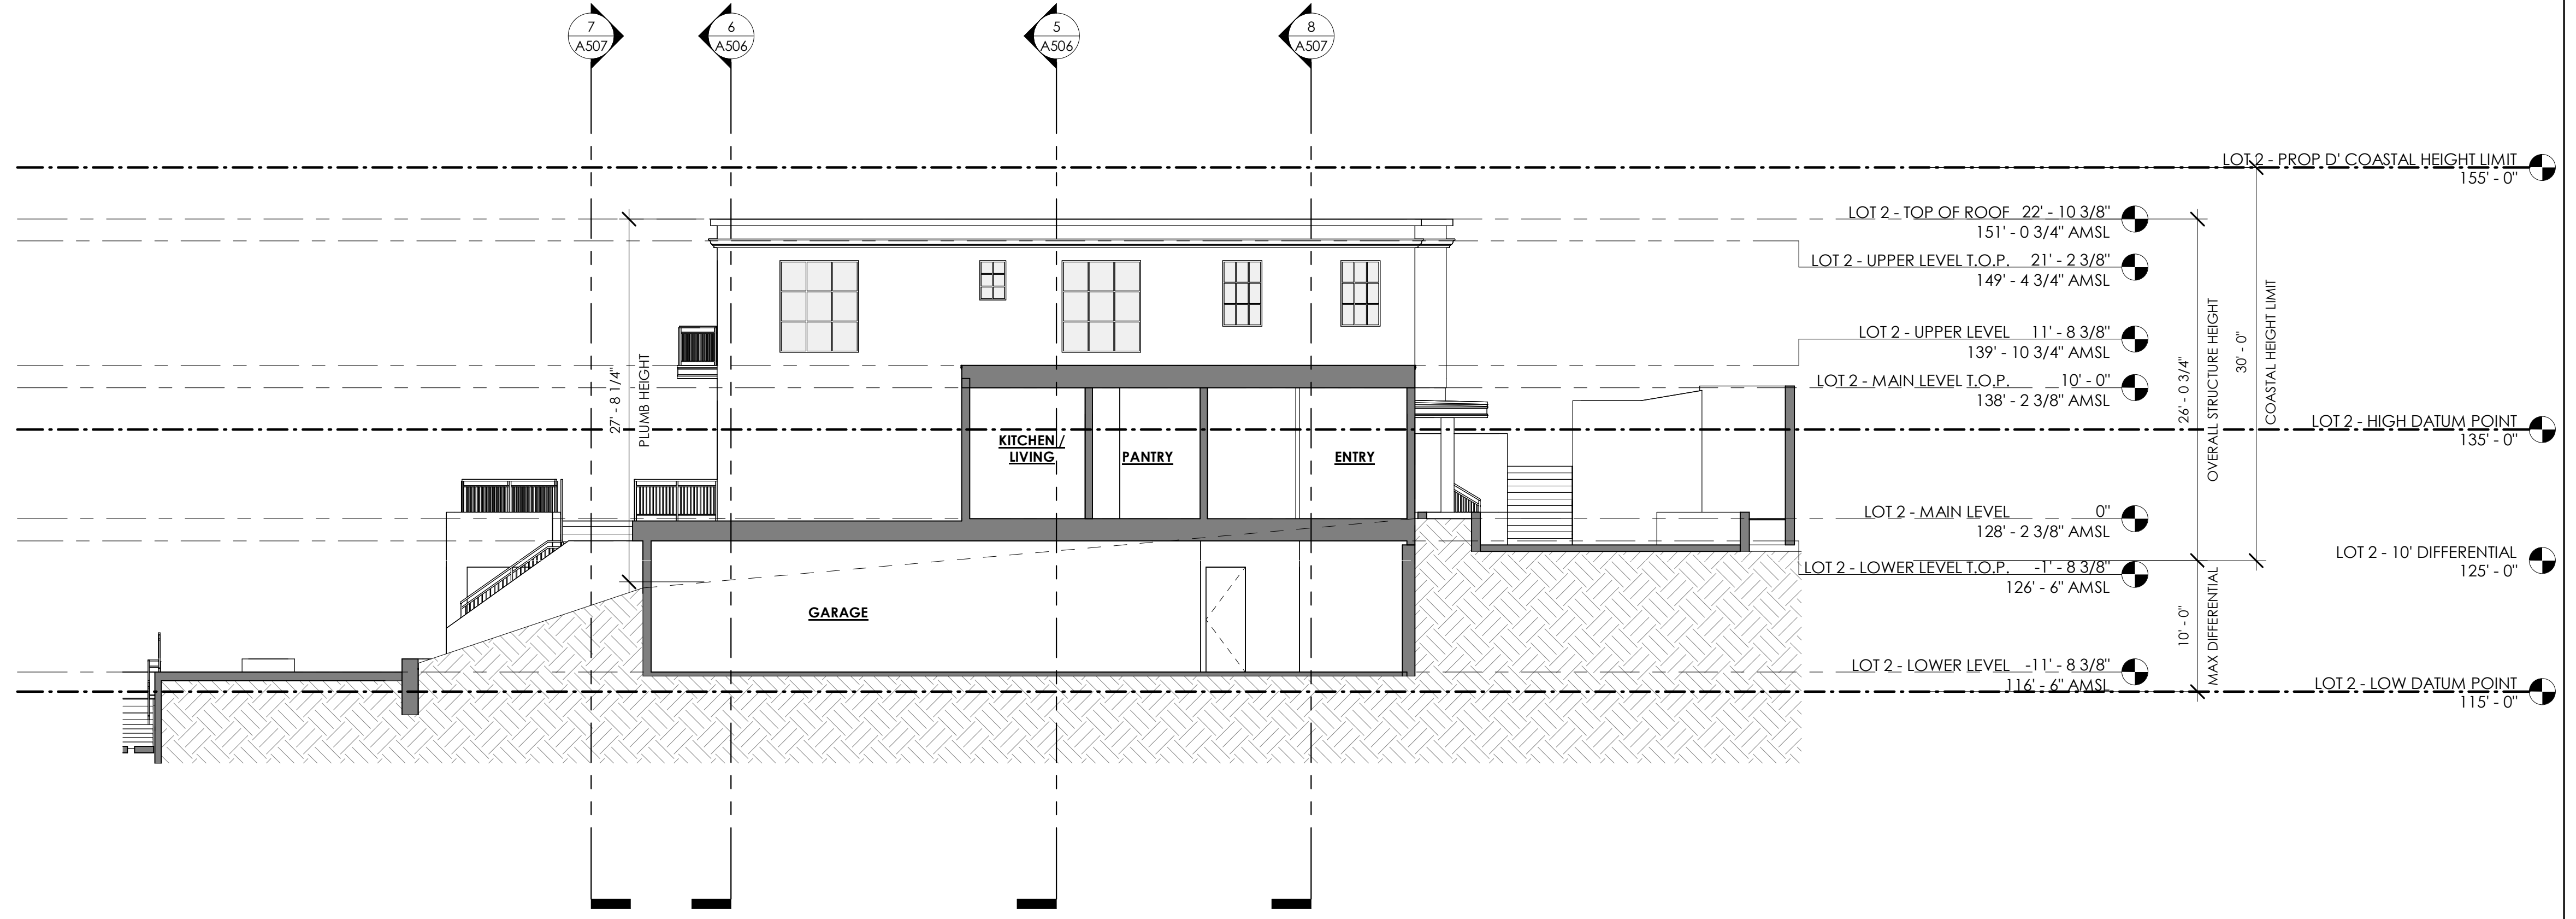 7
A507
6
A506
5
A506
8
A507
LOT 2 - PROP D' COASTAL HEIGHT LIMIT
155' - 0"
LOT 2 - TOP OF ROOF 22' - 10 3/8"
151' - 0 3/4" AMSL
LOT 2 - UPPER LEVEL T.O.P. 21' - 2 3/8"
149' - 4 3/4" AMSL
LOT 2 - UPPER LEVEL 11' - 8 3/8"
139' - 10 3/4" AMSL
LOT 2 - MAIN LEVEL T.O.P. 10' - 0"
138' - 2 3/8" AMSL
LOT 2 - HIGH DATUM POINT
135' - 0"
LOT 2 - MAIN LEVEL 0"
128' - 2 3/8" AMSL
LOT 2 - 10' DIFFERENTIAL
125' - 0"
LOT 2 - LOWER LEVEL T.O.P. -1' - 8 3/8"
126' - 6" AMSL
LOT 2 - LOWER LEVEL -11' - 8 3/8"
116' - 6" AMSL
LOT 2 - LOW DATUM POINT
115' - 0"
27' - 8 1/4"
PLUMB HEIGHT
26' - 0 3/4"
OVERALL STRUCTURE HEIGHT
30' - 0"
COASTAL HEIGHT LIMIT
10' - 0"
MAX DIFFERENTIAL
KITCHEN /
LIVING
PANTRY
ENTRY
GARAGE